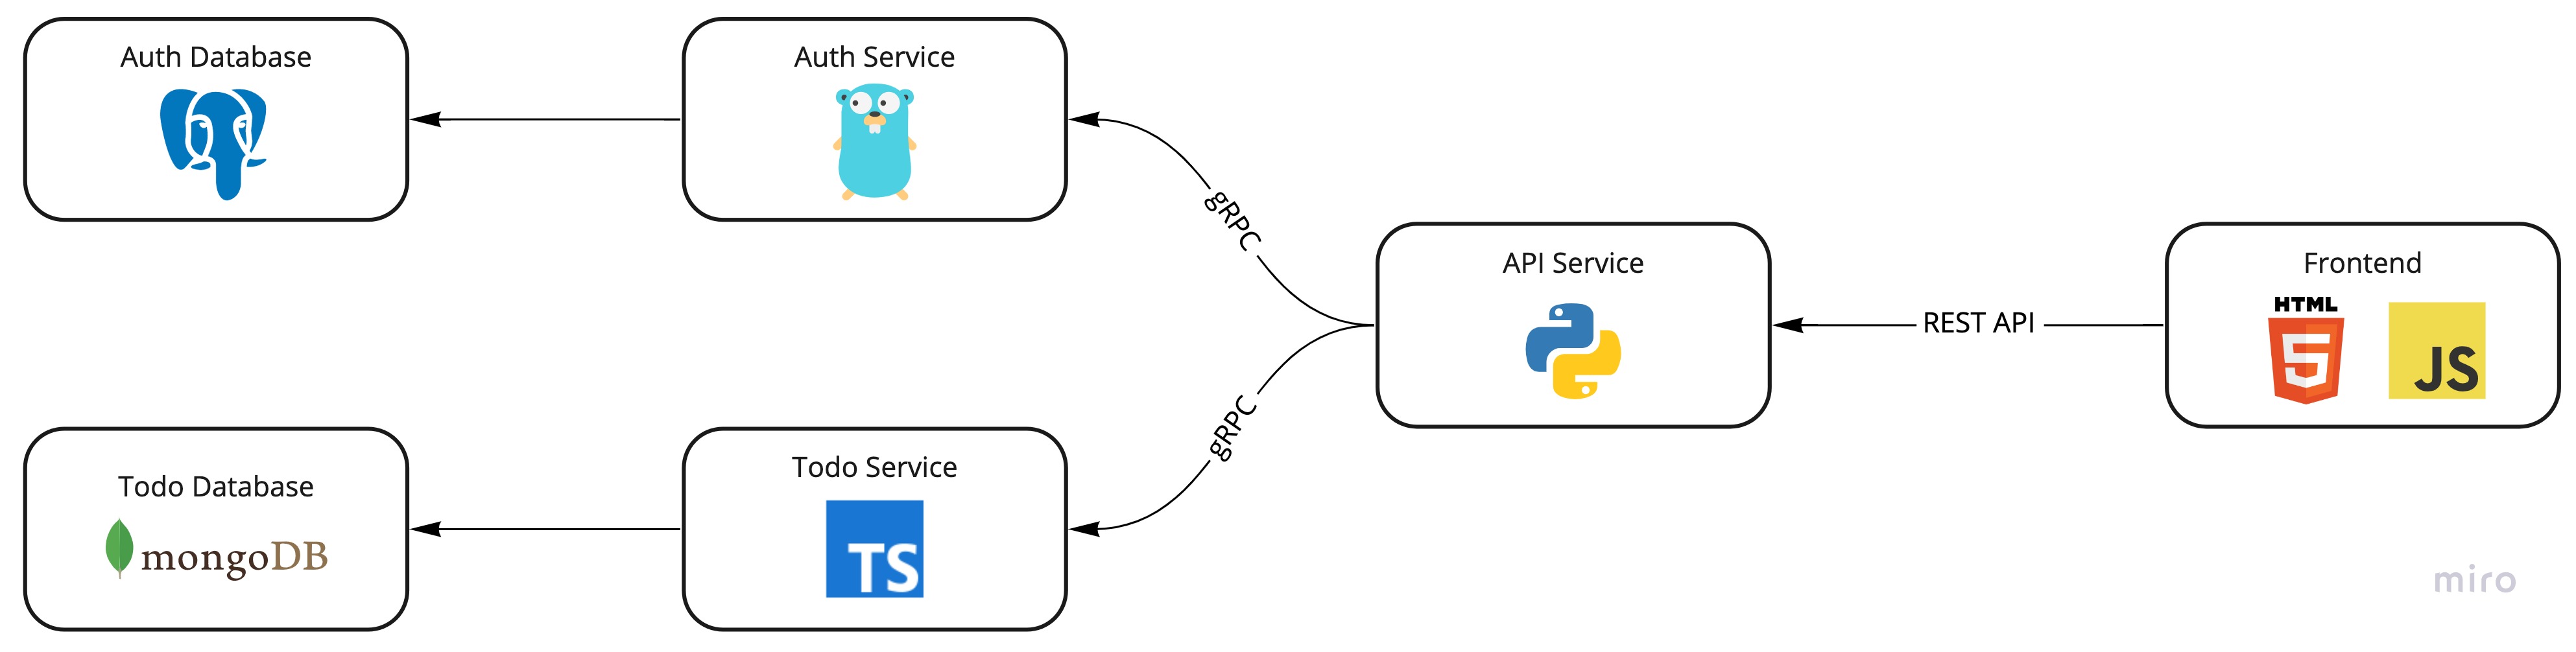 Auth Database
Auth Service
gRPC
API Service
REST API
Frontend
HTML
JS
Todo Database
mongoDB
Todo Service
TS
gRPC
miro